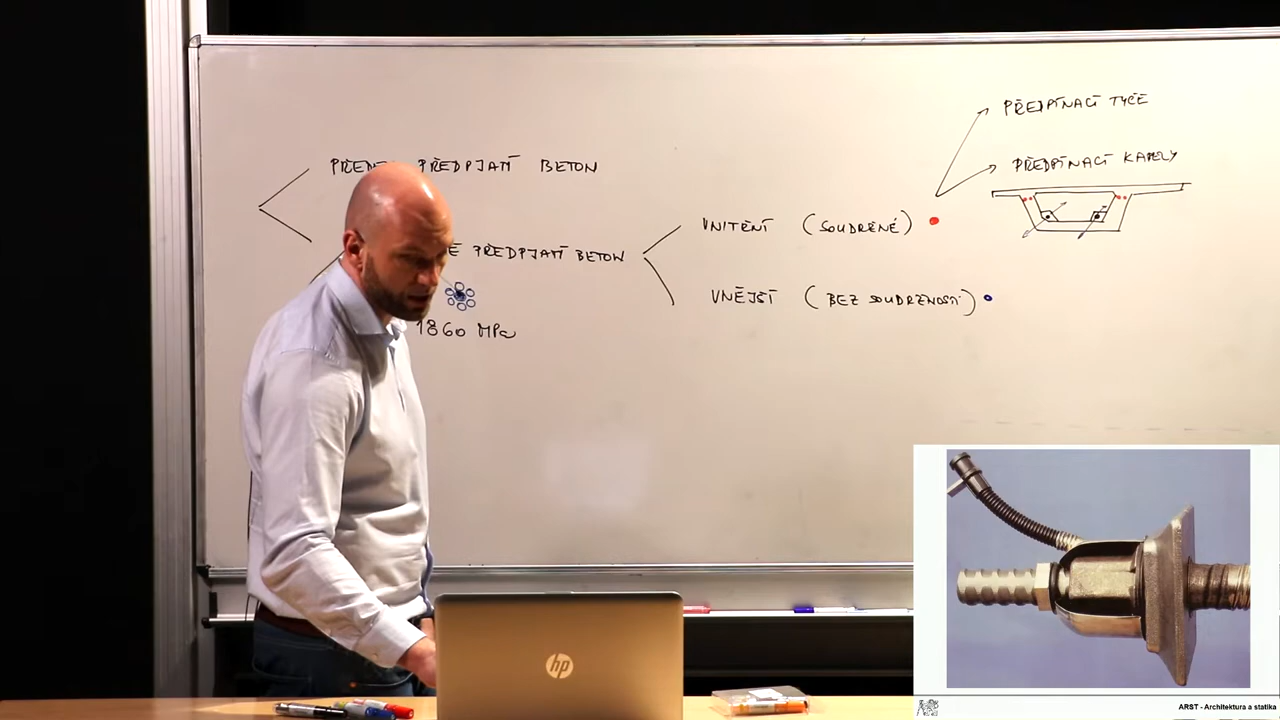 PŘEDPÍNACÍ TYČE
PŘEDPÍNACÍ KABELY
PŘEDPJATÝ BETON
VNITŘNÍ (SOUDRŽNÉ)
PŘEDPJATÝ BETON
VNĚJŠÍ (BEZ SOUDRŽNOSTI)
1860 MPa
hp
ARST - Architektura a statika